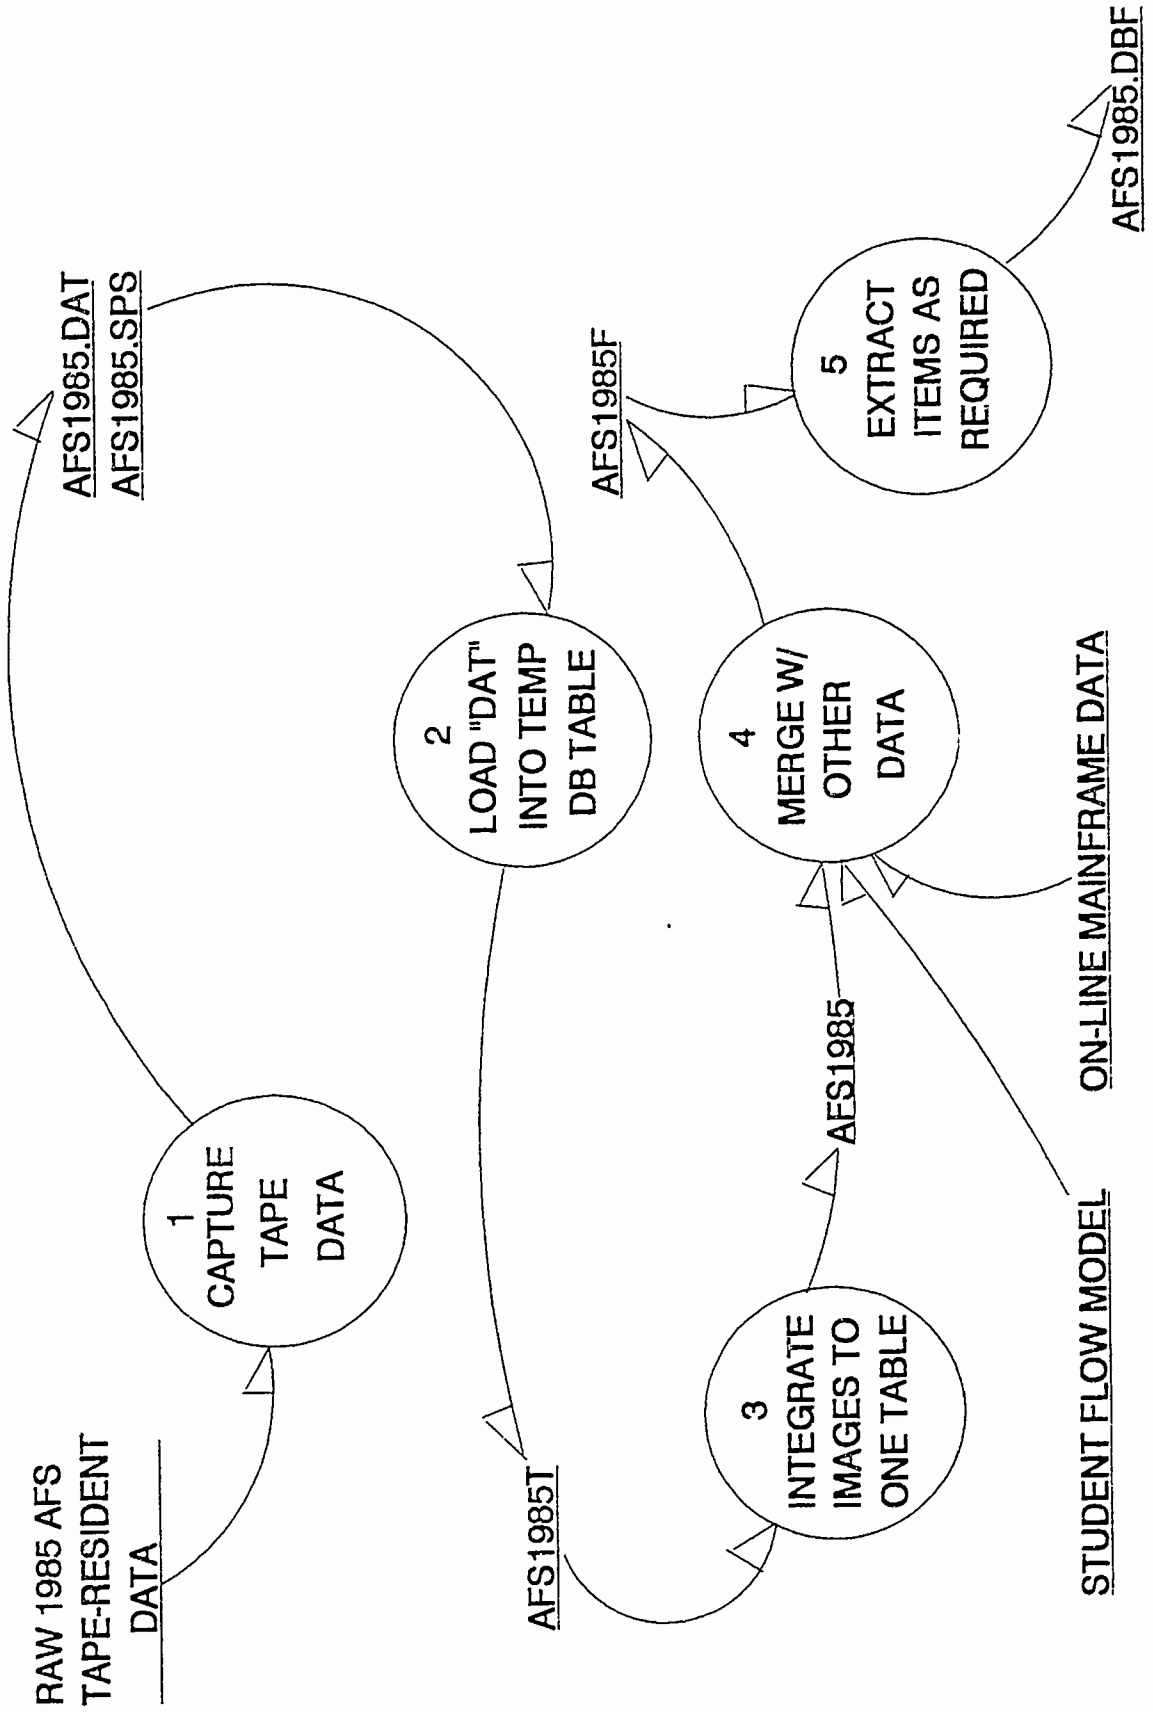 RAW 1985 AFS
TAPE-RESIDENT
DATA
1
CAPTURE
TAPE
DATA
AFS1985.DAT
AFS1985.SPS
2
LOAD "DAT"
INTO TEMP
DB TABLE
AFS1985T
3
INTEGRATE
IMAGES TO
ONE TABLE
AFS1985
4
MERGE W/
OTHER
DATA
AFS1985F
5
EXTRACT
ITEMS AS
REQUIRED
STUDENT FLOW MODEL
ON-LINE MAINFRAME DATA
AFS1985.DBF